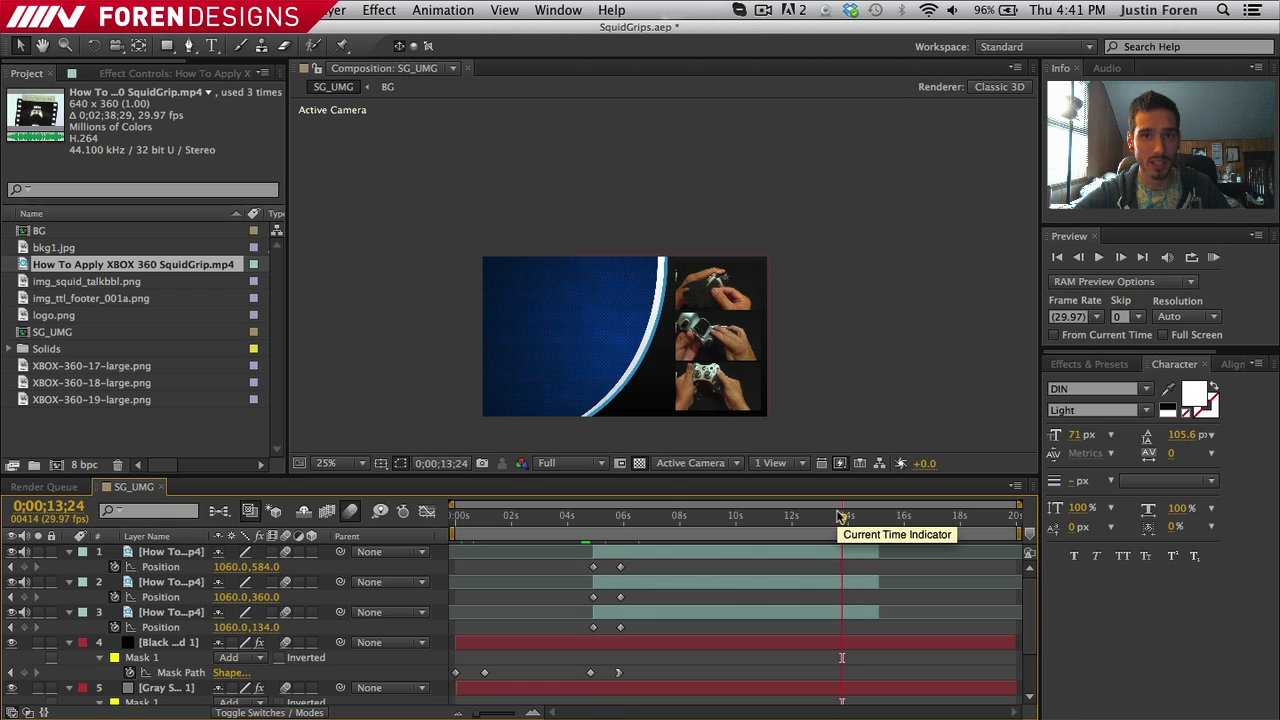 FORENDESIGNS
Effect Animation View Window Help 2 96% Thu 4:41 PM Justin Foren
SquidGrips.aep *
Workspace: Standard Search Help
Project Effect Controls: How To Apply X
Composition: SG_UMG
Info Audio
How To ...0 SquidGrip.mp4 , used 3 times
640 x 360 (1.00)
Δ 0;02;38;29, 29.97 fps
Millions of Colors
H.264
44.100 kHz / 32 bit U / Stereo
SG_UMG BG
Renderer: Classic 3D
Active Camera
Name Type
BG
bkg1.jpg
How To Apply XBOX 360 SquidGrip.mp4
img_squid_talkbbl.png
img_ttl_footer_001a.png
logo.png
SG_UMG
Solids
XBOX-360-17-large.png
XBOX-360-18-large.png
XBOX-360-19-large.png
8 bpc
25% 0;00;13;24 Full Active Camera 1 View +0.0
Preview
RAM Preview Options
Frame Rate Skip Resolution
(29.97) 0 Auto
From Current Time Full Screen
Effects & Presets Character Align
DIN
Light
71 px 105.6 px
Metrics 0
- px
100% 100%
0 px 0%
T T TT Tr T¹ T₁
Render Queue SG_UMG
0;00;13;24
00414 (29.97 fps)
:00s 02s 04s 06s 08s 10s 12s 14s 16s 18s 20s
Current Time Indicator
# Layer Name Parent
1 [How To...p4] None
Position 1060.0,584.0
2 [How To...p4] None
Position 1060.0,360.0
3 [How To...p4] None
Position 1060.0,134.0
4 [Black ...d 1] fx None
Mask 1 Add Inverted
Mask Path Shape...
5 [Gray S... 1] fx None
Mask 1 Add Inverted
Toggle Switches / Modes